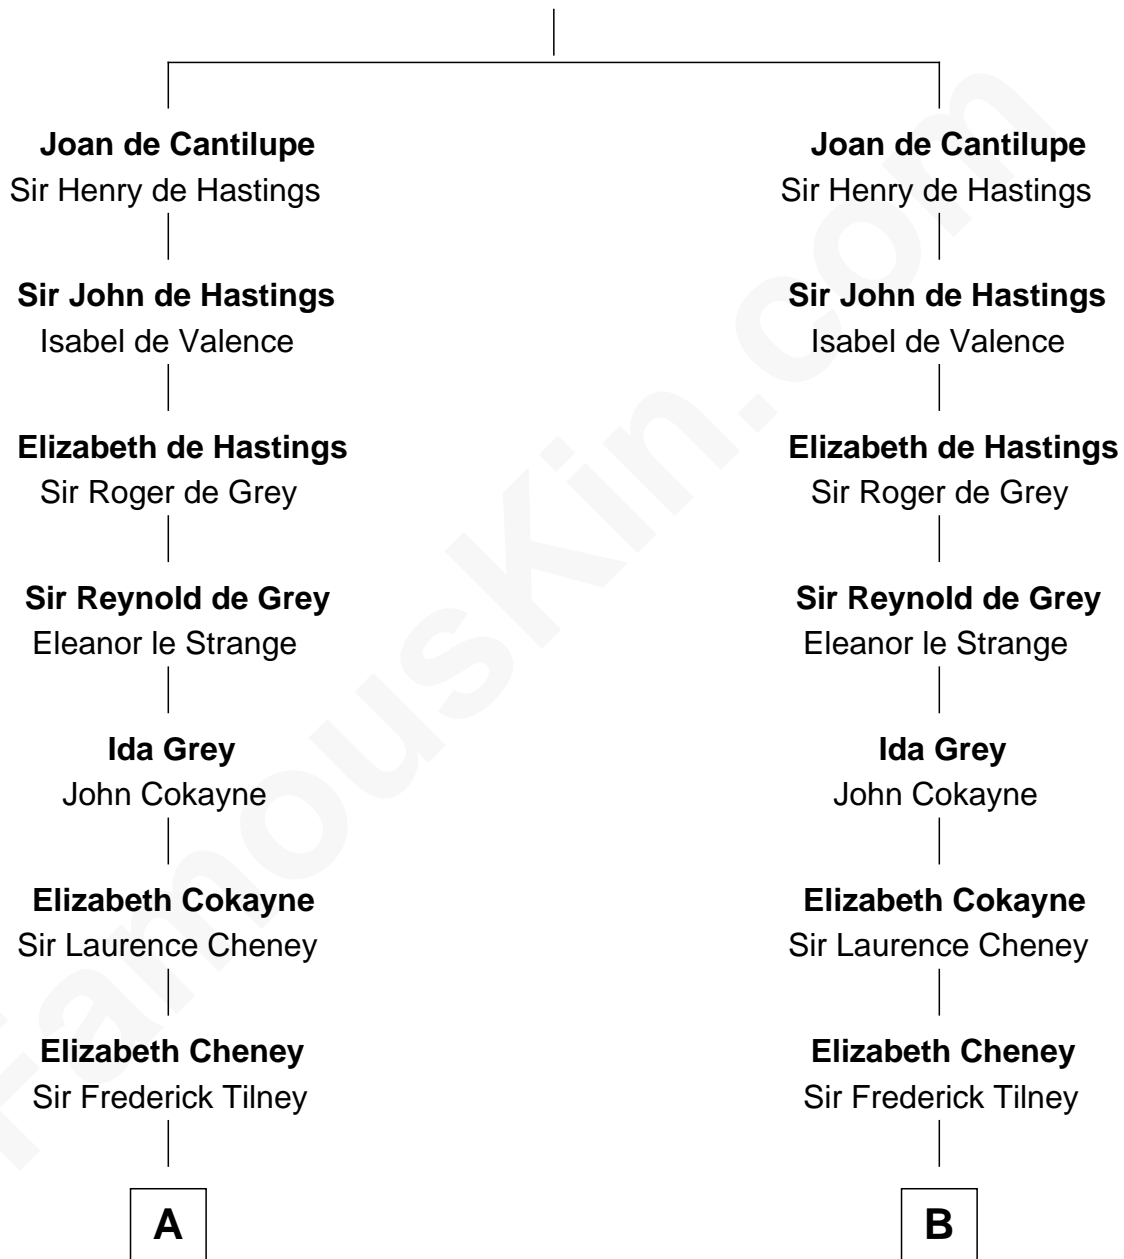 Joan de Cantilupe
Sir Henry de Hastings
Sir John de Hastings
Isabel de Valence
Elizabeth de Hastings
Sir Roger de Grey
Sir Reynold de Grey
Eleanor le Strange
Ida Grey
John Cokayne
Elizabeth Cokayne
Sir Laurence Cheney
Elizabeth Cheney
Sir Frederick Tilney
A
Joan de Cantilupe
Sir Henry de Hastings
Sir John de Hastings
Isabel de Valence
Elizabeth de Hastings
Sir Roger de Grey
Sir Reynold de Grey
Eleanor le Strange
Ida Grey
John Cokayne
Elizabeth Cokayne
Sir Laurence Cheney
Elizabeth Cheney
Sir Frederick Tilney
B
FamousKin.com